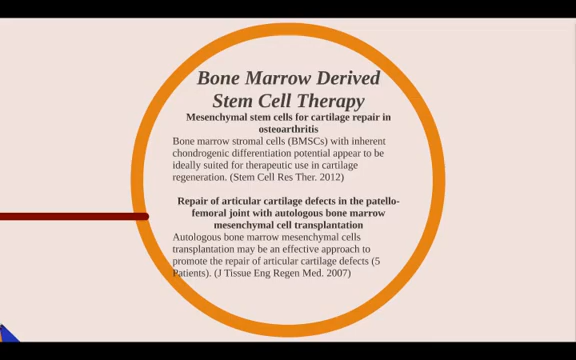 Bone Marrow Derived
Stem Cell Therapy
Mesenchymal stem cells for cartilage repair in
osteoarthritis
Bone marrow stromal cells (BMSCs) with inherent
chondrogenic differentiation potential appear to be
ideally suited for therapeutic use in cartilage
regeneration. (Stem Cell Res Ther. 2012)
Repair of articular cartilage defects in the patello-
femoral joint with autologous bone marrow
mesenchymal cell transplantation
Autologous bone marrow mesenchymal cells
transplantation may be an effective approach to
promote the repair of articular cartilage defects (5
Patients). (J Tissue Eng Regen Med. 2007)